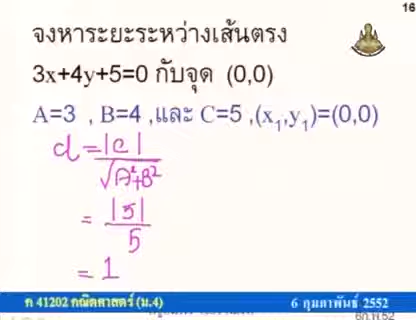 16
จงหาระยะระหว่างเส้นตรง
3x+4y+5=0 กับจุด (0,0)
A=3 , B=4 ,และ C=5 ,(x₁,y₁)=(0,0)
d = |C|
√A²+B²
= |5|
5
= 1
ค 41202 คณิตศาสตร์ (ม.4) 6 กุมภาพันธ์ 2552